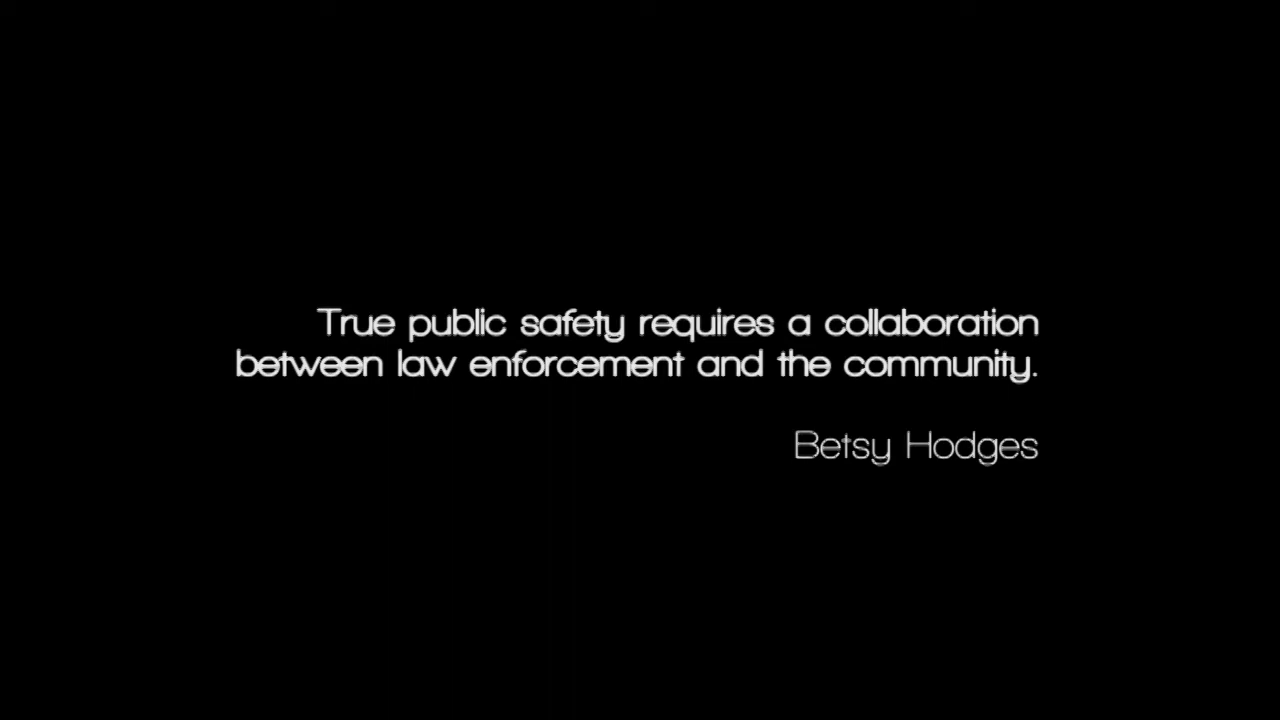 True public safety requires a collaboration
between law enforcement and the community.
Betsy Hodges